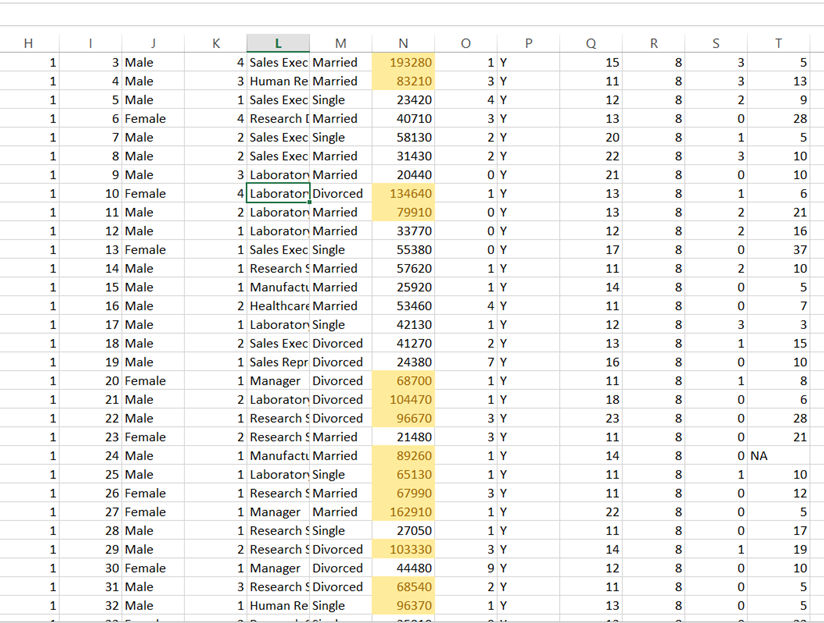 H I J K L M N O P Q R S T
1 3 Male 4 Sales Exec Married 193280 1 Y 15 8 3 5
1 4 Male 3 Human Re Married 83210 3 Y 11 8 3 13
1 5 Male 1 Sales Exec Single 23420 4 Y 12 8 2 9
1 6 Female 4 Research Married 40710 3 Y 13 8 0 28
1 7 Male 2 Sales Exec Single 58130 2 Y 20 8 1 5
1 8 Male 2 Sales Exec Married 31430 2 Y 22 8 3 10
1 9 Male 3 Laborator Married 20440 0 Y 21 8 0 10
1 10 Female 4 Laborator Divorced 134640 1 Y 13 8 1 6
1 11 Male 2 Laborator Married 79910 0 Y 13 8 2 21
1 12 Male 1 Laborator Married 33770 0 Y 12 8 2 16
1 13 Female 1 Sales Exec Single 55380 0 Y 17 8 0 37
1 14 Male 1 Research S Married 57620 1 Y 11 8 2 10
1 15 Male 1 Manufactu Married 25920 1 Y 14 8 0 5
1 16 Male 2 Healthcare Married 53460 4 Y 11 8 0 7
1 17 Male 1 Laborator Single 42130 1 Y 12 8 3 3
1 18 Male 2 Sales Exec Divorced 41270 2 Y 13 8 1 15
1 19 Male 1 Sales Repr Divorced 24380 7 Y 16 8 0 10
1 20 Female 1 Manager Divorced 68700 1 Y 11 8 1 8
1 21 Male 2 Laborator Divorced 104470 1 Y 18 8 0 6
1 22 Male 1 Research S Divorced 96670 3 Y 23 8 0 28
1 23 Female 2 Research S Married 21480 3 Y 11 8 0 21
1 24 Male 1 Manufactu Married 89260 1 Y 14 8 0 NA
1 25 Male 1 Laborator Single 65130 1 Y 11 8 1 10
1 26 Female 1 Research S Married 67990 3 Y 11 8 0 12
1 27 Female 1 Manager Married 162910 1 Y 22 8 0 5
1 28 Male 1 Research S Single 27050 1 Y 11 8 0 17
1 29 Male 2 Research S Divorced 103330 3 Y 14 8 1 19
1 30 Female 1 Manager Divorced 44480 9 Y 12 8 0 10
1 31 Male 3 Research S Divorced 68540 2 Y 11 8 0 5
1 32 Male 1 Human Re Single 96370 1 Y 13 8 0 5